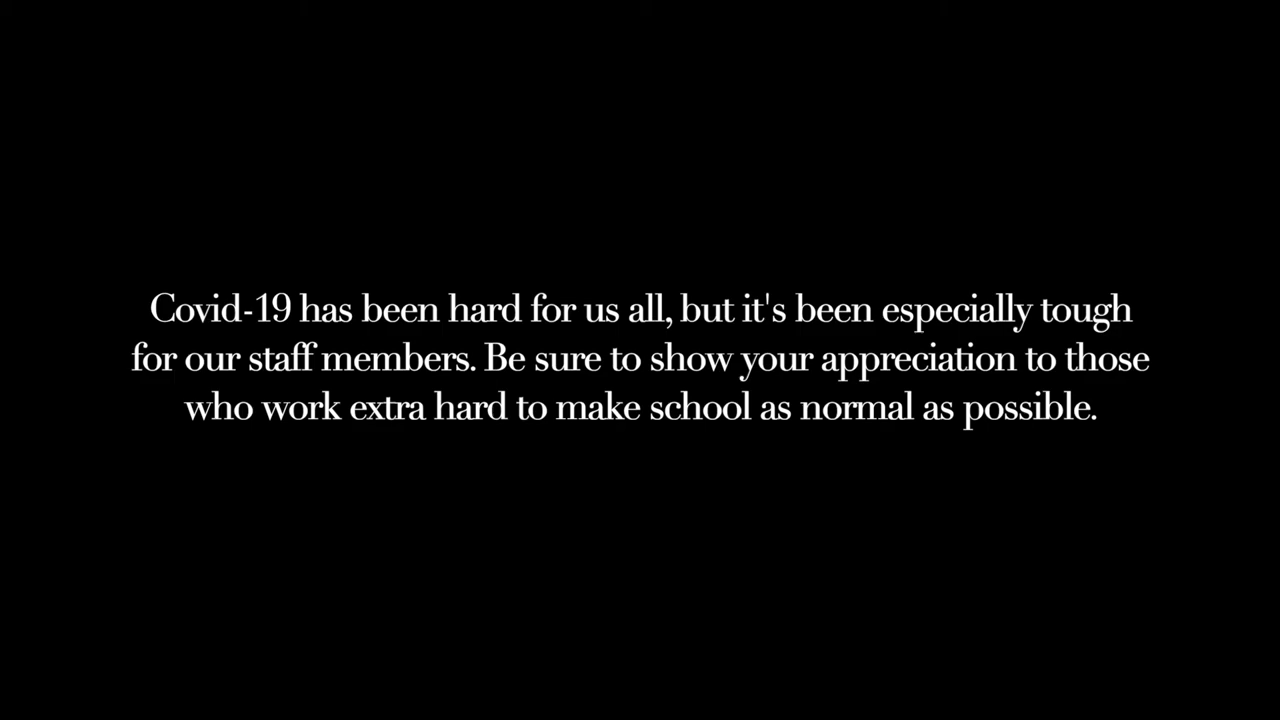 Covid-19 has been hard for us all, but it's been especially tough
for our staff members. Be sure to show your appreciation to those
who work extra hard to make school as normal as possible.